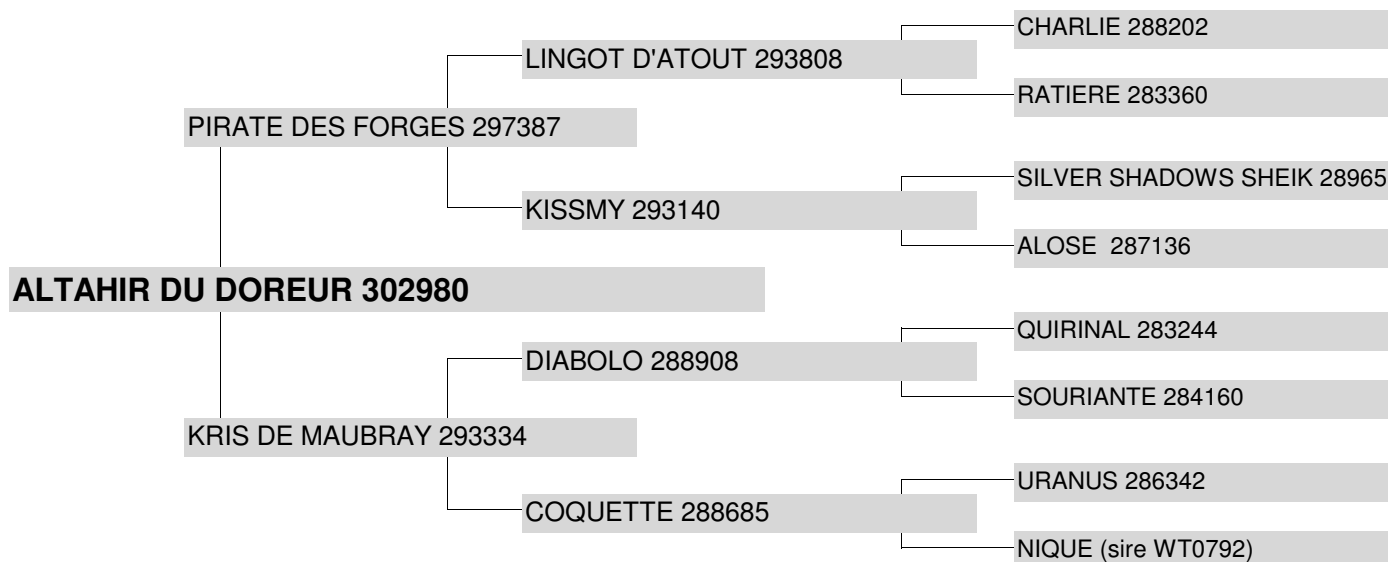 CHARLIE 288202
LINGOT D'ATOUT 293808
RATIERE 283360
PIRATE DES FORGES 297387
SILVER SHADOWS SHEIK 28965
KISSMY 293140
ALOSE 287136
ALTAHIR DU DOREUR 302980
QUIRINAL 283244
DIABOLO 288908
SOURIANTE 284160
KRIS DE MAUBRAY 293334
URANUS 286342
COQUETTE 288685
NIQUE (sire WT0792)